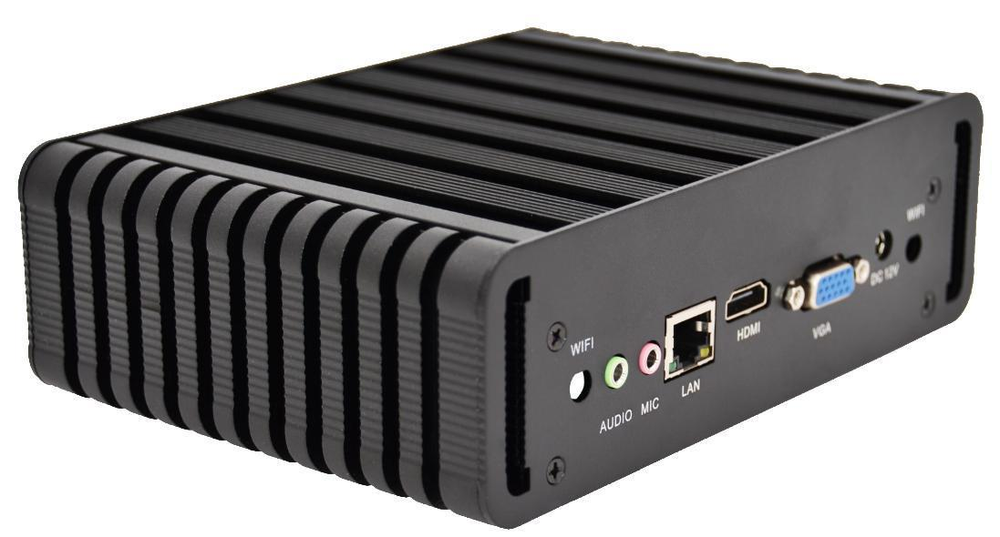 WIFI
AUDIO
MIC
LAN
HDMI
VGA
DC 12V
WIFI